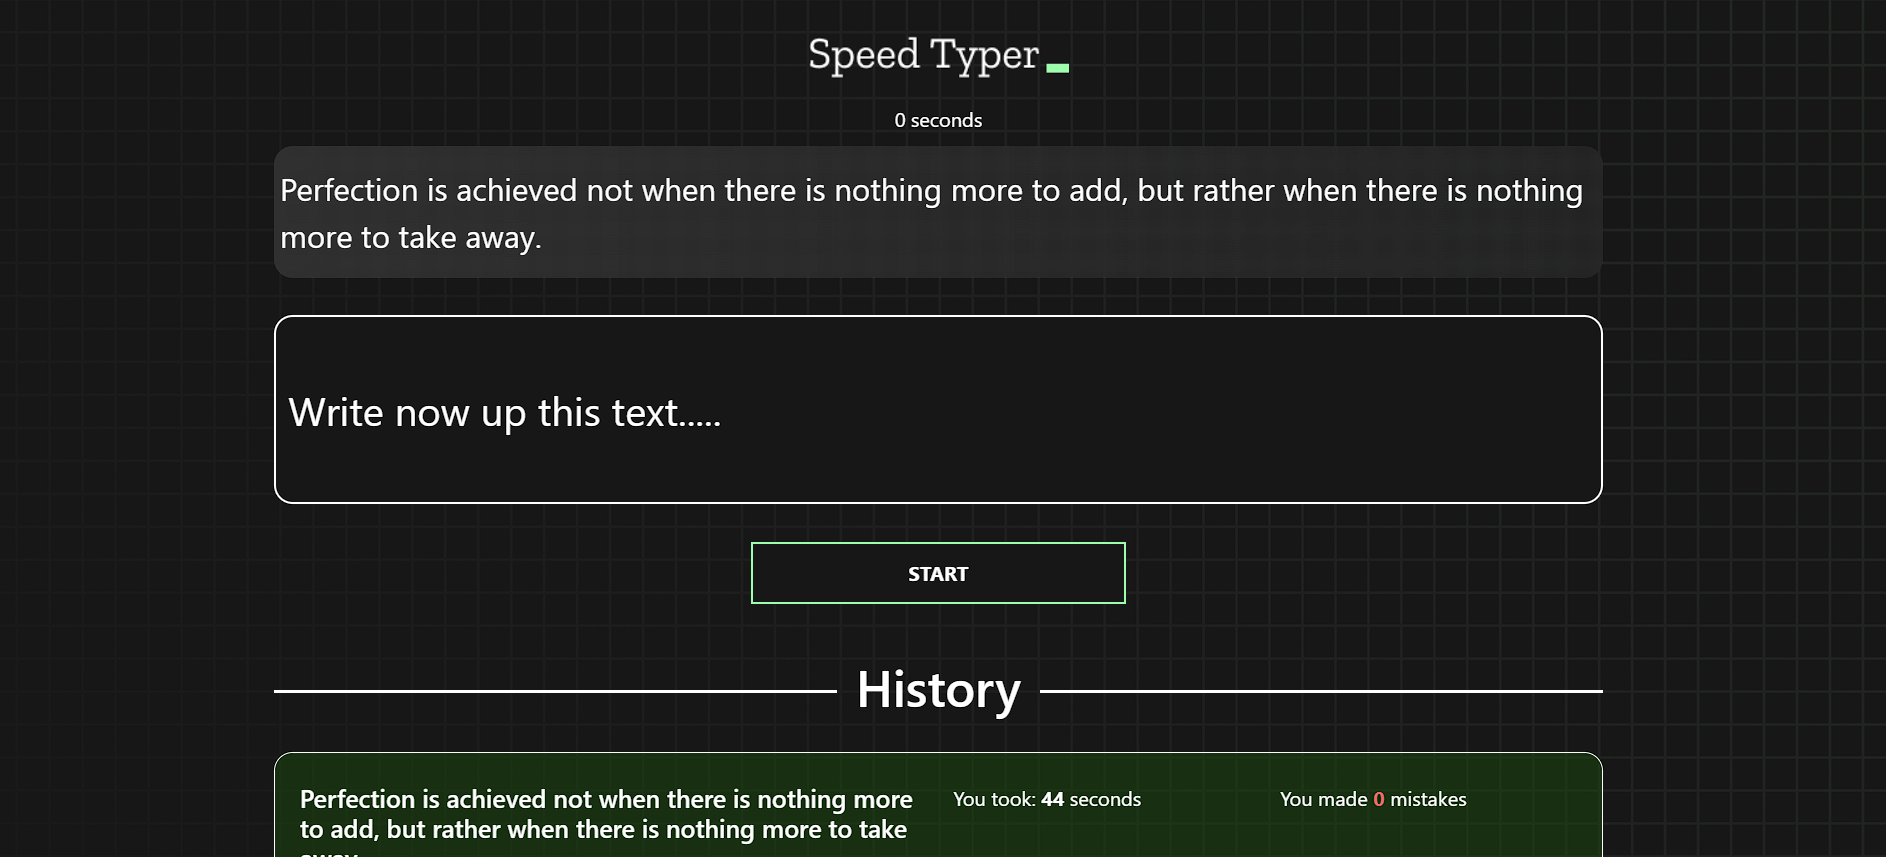 Speed Typer
0 seconds
Perfection is achieved not when there is nothing more to add, but rather when there is nothing
more to take away.
Write now up this text.....
START
History
Perfection is achieved not when there is nothing more
to add, but rather when there is nothing more to take
You took: 44 seconds
You made 0 mistakes